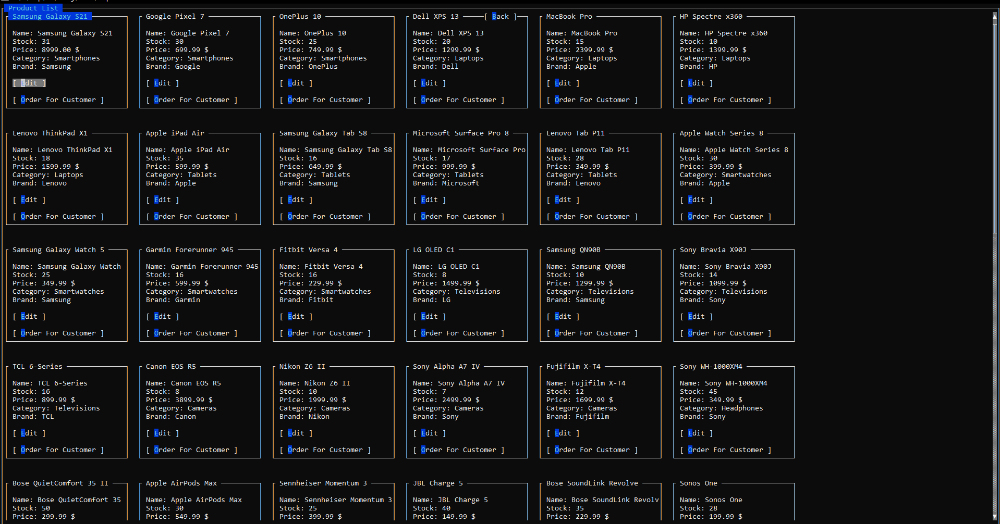 Product List
Samsung Galaxy S21
Name: Samsung Galaxy S21
Stock: 31
Price: 8999.00 $
Category: Smartphones
Brand: Samsung
[ Edit ]
[ Order For Customer ]
Google Pixel 7
Name: Google Pixel 7
Stock: 30
Price: 699.99 $
Category: Smartphones
Brand: Google
[ Edit ]
[ Order For Customer ]
OnePlus 10
Name: OnePlus 10
Stock: 25
Price: 749.99 $
Category: Smartphones
Brand: OnePlus
[ Edit ]
[ Order For Customer ]
Dell XPS 13
[ Back ]
Name: Dell XPS 13
Stock: 20
Price: 1299.99 $
Category: Laptops
Brand: Dell
[ Edit ]
[ Order For Customer ]
MacBook Pro
Name: MacBook Pro
Stock: 15
Price: 2399.99 $
Category: Laptops
Brand: Apple
[ Edit ]
[ Order For Customer ]
HP Spectre x360
Name: HP Spectre x360
Stock: 10
Price: 1399.99 $
Category: Laptops
Brand: HP
[ Edit ]
[ Order For Customer ]
Lenovo ThinkPad X1
Name: Lenovo ThinkPad X1
Stock: 18
Price: 1599.99 $
Category: Laptops
Brand: Lenovo
[ Edit ]
[ Order For Customer ]
Apple iPad Air
Name: Apple iPad Air
Stock: 35
Price: 599.99 $
Category: Tablets
Brand: Apple
[ Edit ]
[ Order For Customer ]
Samsung Galaxy Tab S8
Name: Samsung Galaxy Tab S8
Stock: 16
Price: 649.99 $
Category: Tablets
Brand: Samsung
[ Edit ]
[ Order For Customer ]
Microsoft Surface Pro 8
Name: Microsoft Surface Pro
Stock: 17
Price: 999.99 $
Category: Tablets
Brand: Microsoft
[ Edit ]
[ Order For Customer ]
Lenovo Tab P11
Name: Lenovo Tab P11
Stock: 28
Price: 349.99 $
Category: Tablets
Brand: Lenovo
[ Edit ]
[ Order For Customer ]
Apple Watch Series 8
Name: Apple Watch Series 8
Stock: 30
Price: 399.99 $
Category: Smartwatches
Brand: Apple
[ Edit ]
[ Order For Customer ]
Samsung Galaxy Watch 5
Name: Samsung Galaxy Watch
Stock: 25
Price: 349.99 $
Category: Smartwatches
Brand: Samsung
[ Edit ]
[ Order For Customer ]
Garmin Forerunner 945
Name: Garmin Forerunner 945
Stock: 16
Price: 599.99 $
Category: Smartwatches
Brand: Garmin
[ Edit ]
[ Order For Customer ]
Fitbit Versa 4
Name: Fitbit Versa 4
Stock: 16
Price: 229.99 $
Category: Smartwatches
Brand: Fitbit
[ Edit ]
[ Order For Customer ]
LG OLED C1
Name: LG OLED C1
Stock: 8
Price: 1499.99 $
Category: Televisions
Brand: LG
[ Edit ]
[ Order For Customer ]
Samsung QN90B
Name: Samsung QN90B
Stock: 10
Price: 1299.99 $
Category: Televisions
Brand: Samsung
[ Edit ]
[ Order For Customer ]
Sony Bravia X90J
Name: Sony Bravia X90J
Stock: 14
Price: 1099.99 $
Category: Televisions
Brand: Sony
[ Edit ]
[ Order For Customer ]
TCL 6-Series
Name: TCL 6-Series
Stock: 16
Price: 899.99 $
Category: Televisions
Brand: TCL
[ Edit ]
[ Order For Customer ]
Canon EOS R5
Name: Canon EOS R5
Stock: 8
Price: 3899.99 $
Category: Cameras
Brand: Canon
[ Edit ]
[ Order For Customer ]
Nikon Z6 II
Name: Nikon Z6 II
Stock: 10
Price: 1999.99 $
Category: Cameras
Brand: Nikon
[ Edit ]
[ Order For Customer ]
Sony Alpha A7 IV
Name: Sony Alpha A7 IV
Stock: 7
Price: 2499.99 $
Category: Cameras
Brand: Sony
[ Edit ]
[ Order For Customer ]
Fujifilm X-T4
Name: Fujifilm X-T4
Stock: 12
Price: 1699.99 $
Category: Cameras
Brand: Fujifilm
[ Edit ]
[ Order For Customer ]
Sony WH-1000XM4
Name: Sony WH-1000XM4
Stock: 45
Price: 349.99 $
Category: Headphones
Brand: Sony
[ Edit ]
[ Order For Customer ]
Bose QuietComfort 35 II
Name: Bose QuietComfort 35
Stock: 50
Price: 299.99 $
Apple AirPods Max
Name: Apple AirPods Max
Stock: 30
Price: 549.99 $
Sennheiser Momentum 3
Name: Sennheiser Momentum 3
Stock: 25
Price: 399.99 $
JBL Charge 5
Name: JBL Charge 5
Stock: 40
Price: 149.99 $
Bose SoundLink Revolve
Name: Bose SoundLink Revolv
Stock: 35
Price: 229.99 $
Sonos One
Name: Sonos One
Stock: 28
Price: 199.99 $